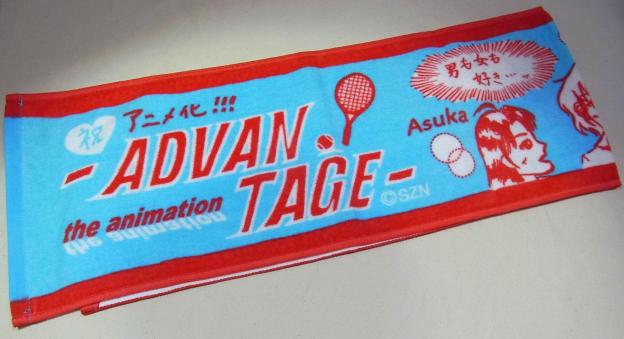 祝
アニメ化!!!
-ADVAN
TAGE-
the animation
©SZN
男も女も
好き…
Asuka